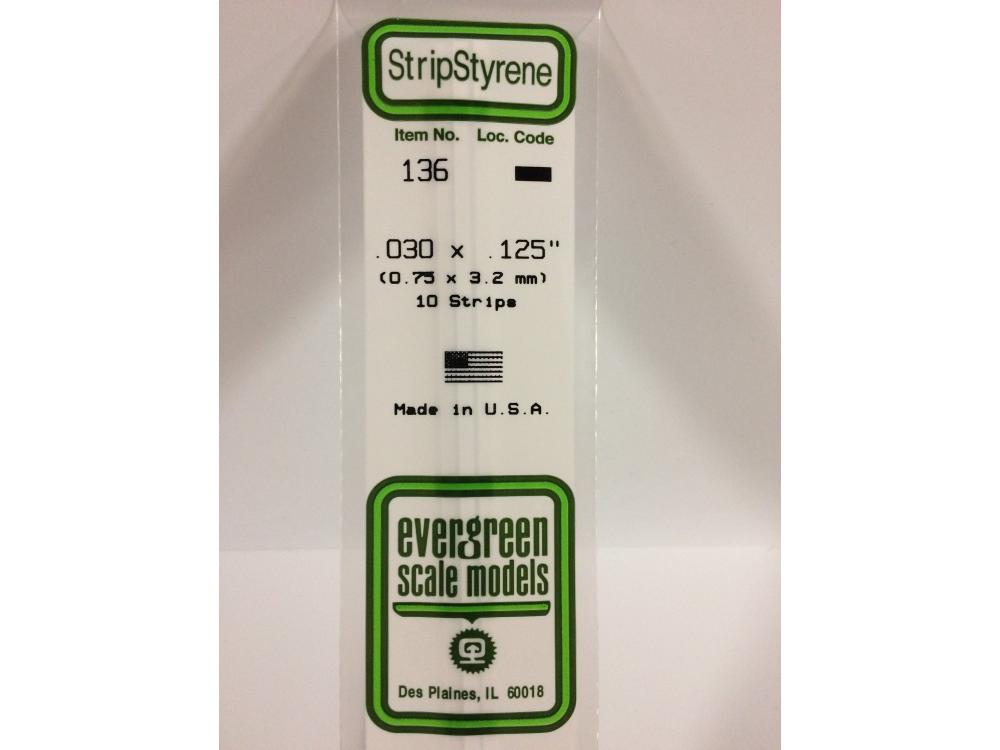 StripStyrene
Item No. Loc. Code
136
.030 x .125"
(0.75 x 3.2 mm)
10 Strips
Made in U.S.A.
evergreen
scale models
Des Plaines, IL 60018